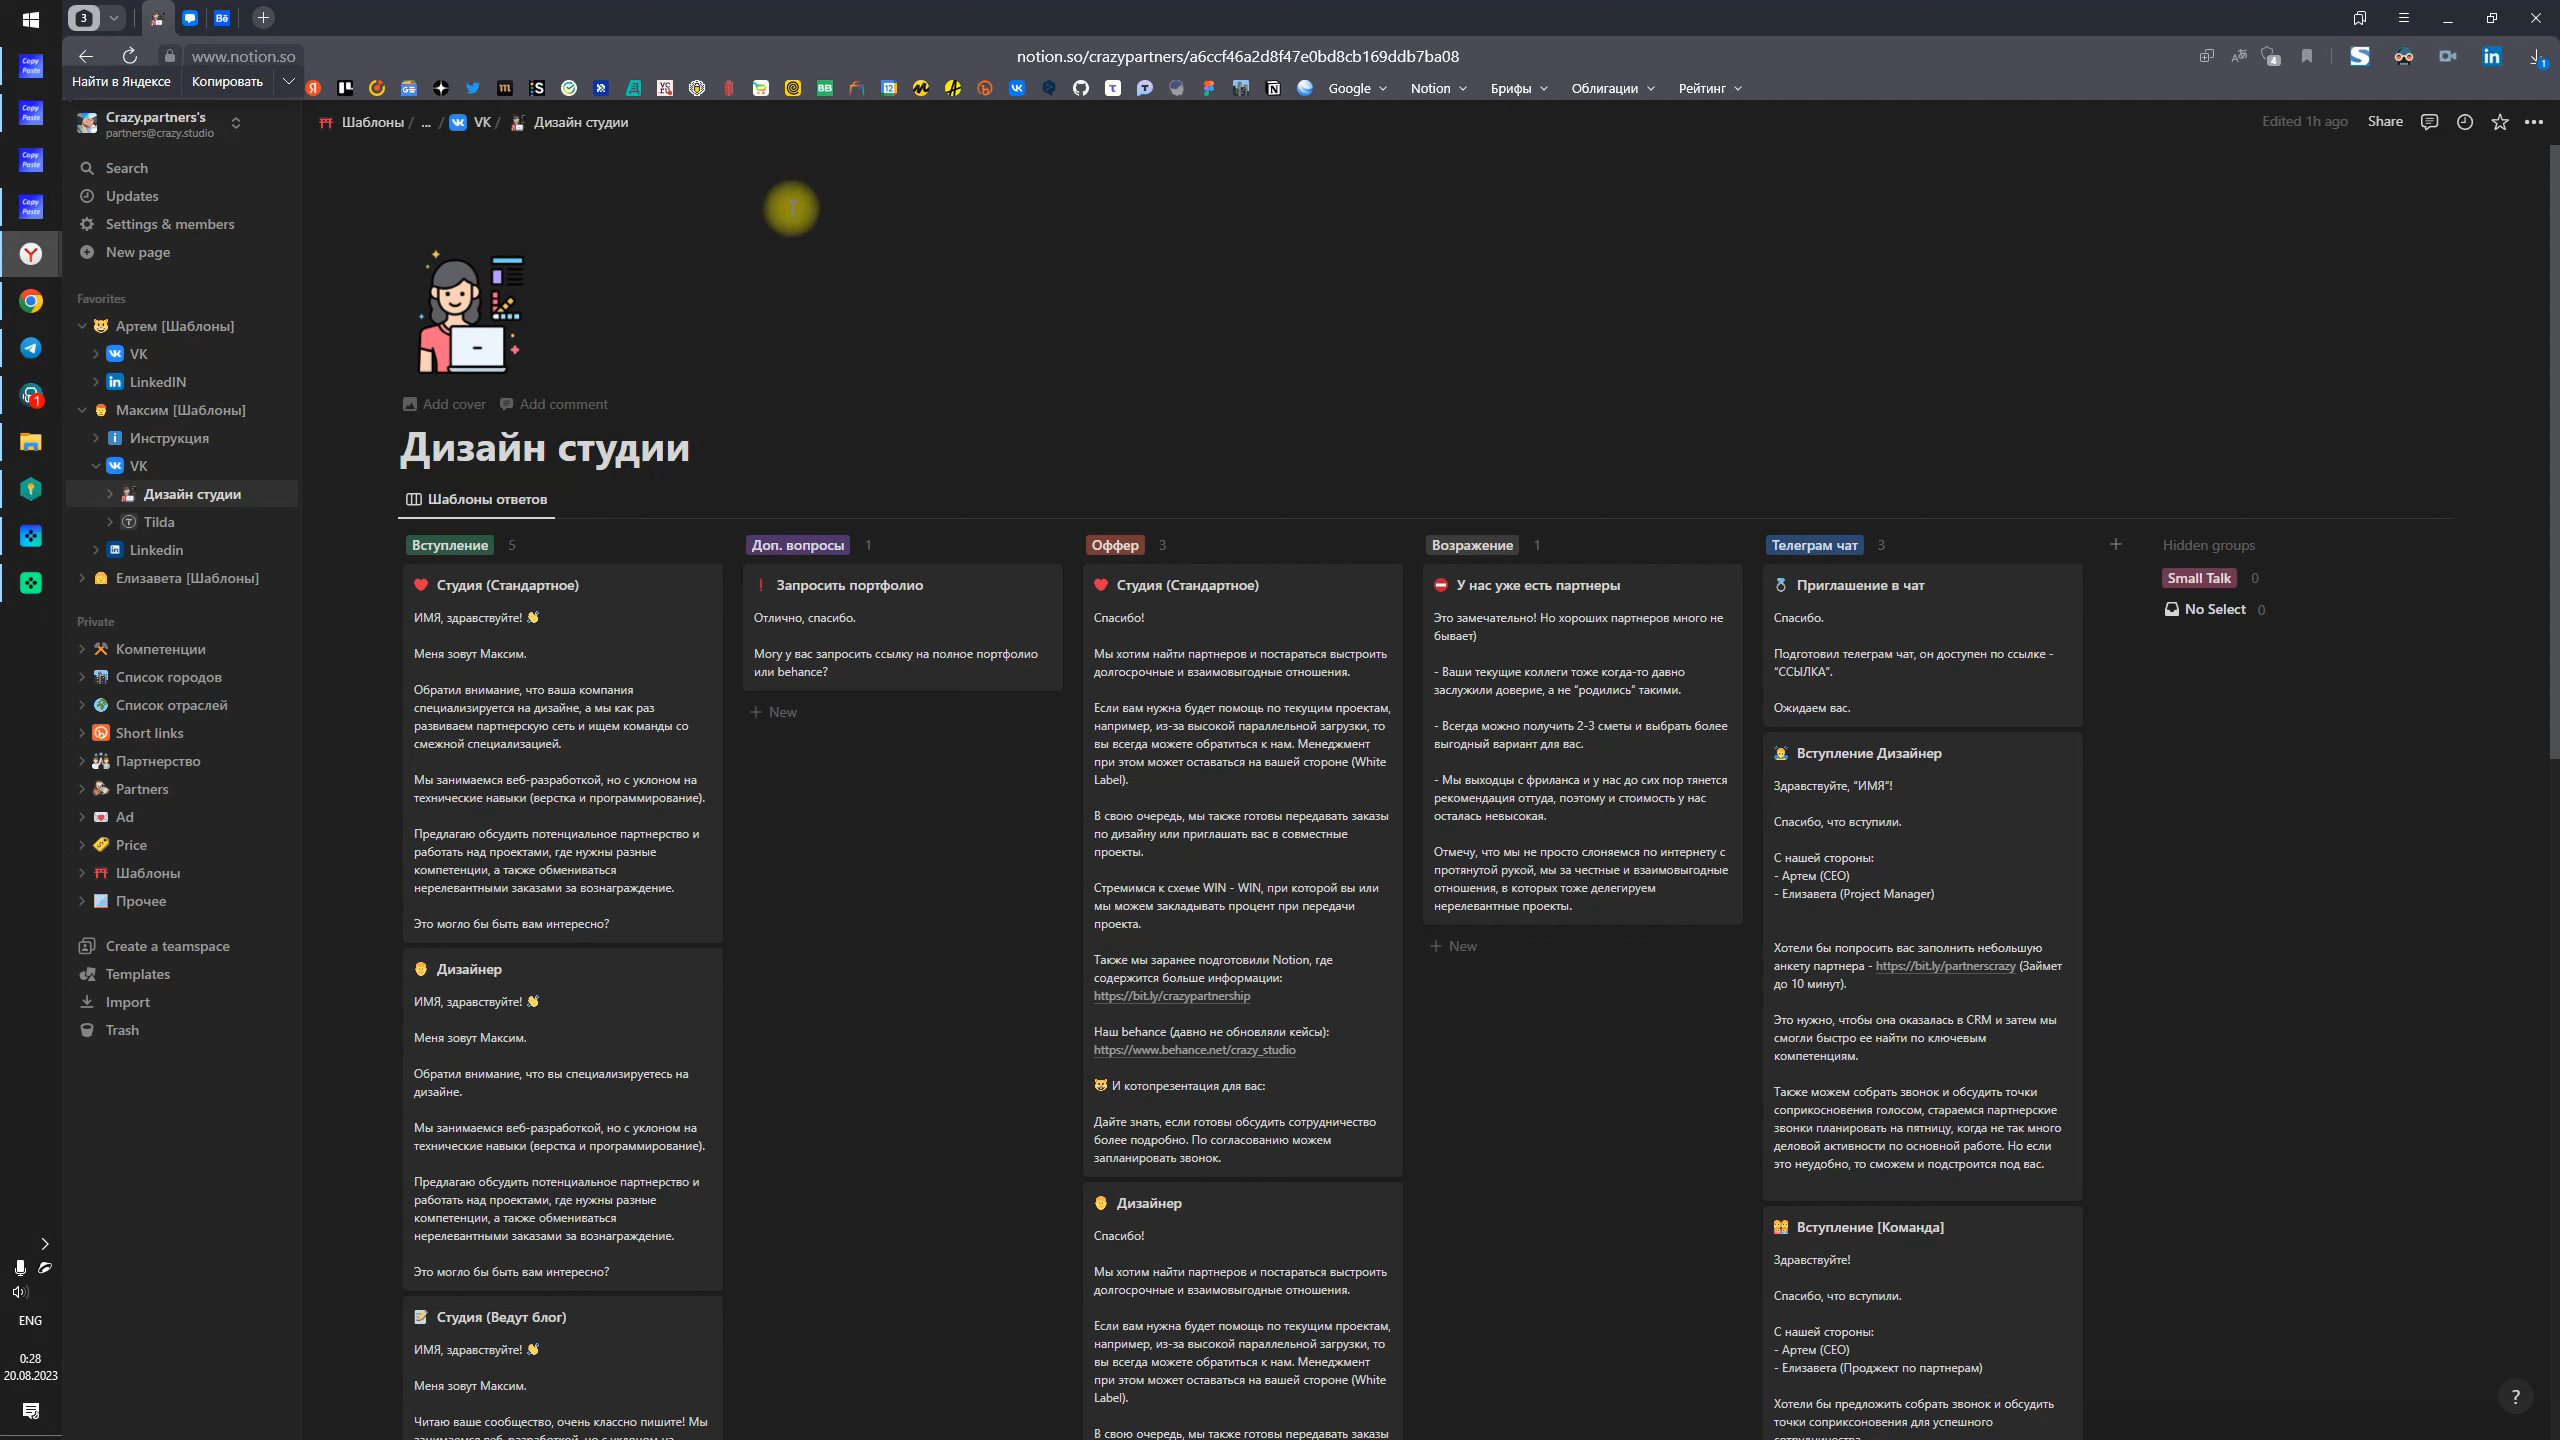 3
www.notion.so
notion.so/crazypartners/a6ccf46a2d8f47e0bd8cb169ddb7ba08
Найти в Яндексе
Копировать
Google
Notion
Брифы
Облигации
Рейтинг
Crazy.partners's
partners@crazy.studio
Search
Updates
Settings & members
New page
Favorites
Артем [Шаблоны]
VK
LinkedIN
Максим [Шаблоны]
Инструкция
VK
Дизайн студии
Tilda
Linkedin
Елизавета [Шаблоны]
Private
Компетенции
Список городов
Список отраслей
Short links
Партнерство
Partners
Ad
Price
Шаблоны
Прочее
Create a teamspace
Templates
Import
Trash
Copy Paste
Copy Paste
Copy Paste
Copy Paste
1
ENG
0:28
20.08.2023
Шаблоны / ... / VK / Дизайн студии
Edited 1h ago
Share
Add cover
Add comment
Дизайн студии
Шаблоны ответов
Вступление 5
Студия (Стандартное)
ИМЯ, здравствуйте! 👋
Меня зовут Максим.
Обратил внимание, что ваша компания
специализируется на дизайне, а мы как раз
развиваем партнерскую сеть и ищем команды со
смежной специализацией.
Мы занимаемся веб-разработкой, но с уклоном на
технические навыки (верстка и программирование).
Предлагаю обсудить потенциальное партнерство и
работать над проектами, где нужны разные
компетенции, а также обмениваться
нерелевантными заказами за вознаграждение.
Это могло бы быть вам интересно?
Дизайнер
ИМЯ, здравствуйте! 👋
Меня зовут Максим.
Обратил внимание, что вы специализируетесь на
дизайне.
Мы занимаемся веб-разработкой, но с уклоном на
технические навыки (верстка и программирование).
Предлагаю обсудить потенциальное партнерство и
работать над проектами, где нужны разные
компетенции, а также обмениваться
нерелевантными заказами за вознаграждение.
Это могло бы быть вам интересно?
Студия (Ведут блог)
ИМЯ, здравствуйте! 👋
Меня зовут Максим.
Читаю ваше сообщество, очень классно пишите! Мы
Доп. вопросы 1
Запросить портфолио
Отлично, спасибо.
Могу у вас запросить ссылку на полное портфолио
или behance?
+ New
Оффер 3
Студия (Стандартное)
Спасибо!
Мы хотим найти партнеров и постараться выстроить
долгосрочные и взаимовыгодные отношения.
Если вам нужна будет помощь по текущим проектам,
например, из-за высокой параллельной загрузки, то
вы всегда можете обратиться к нам. Менеджмент
при этом может оставаться на вашей стороне (White
Label).
В свою очередь, мы также готовы передавать заказы
по дизайну или приглашать вас в совместные
проекты.
Стремимся к схеме WIN - WIN, при которой вы или
мы можем закладывать процент при передачи
проекта.
Также мы заранее подготовили Notion, где
содержится больше информации:
https://bit.ly/crazypartnership
Наш behance (давно не обновляли кейсы):
https://www.behance.net/crazy_studio
🐱 И котопрезентация для вас:
Дайте знать, если готовы обсудить сотрудничество
более подробно. По согласованию можем
запланировать звонок.
Дизайнер
Спасибо!
Мы хотим найти партнеров и постараться выстроить
долгосрочные и взаимовыгодные отношения.
Если вам нужна будет помощь по текущим проектам,
например, из-за высокой параллельной загрузки, то
вы всегда можете обратиться к нам. Менеджмент
при этом может оставаться на вашей стороне (White
Label).
В свою очередь, мы также готовы передавать заказы
Возражение 1
У нас уже есть партнеры
Это замечательно! Но хороших партнеров много не
бывает)
- Ваши текущие коллеги тоже когда-то давно
заслужили доверие, а не “родились” такими.
- Всегда можно получить 2-3 сметы и выбрать более
выгодный вариант для вас.
- Мы выходцы с фриланса и у нас до сих пор тянется
рекомендация оттуда, поэтому и стоимость у нас
осталась невысокая.
Отмечу, что мы не просто слоняемся по интернету с
протянутой рукой, мы за честные и взаимовыгодные
отношения, в которых тоже делегируем
нерелевантные проекты.
+ New
Телеграм чат 3
Приглашение в чат
Спасибо.
Подготовил телеграм чат, он доступен по ссылке -
“ССЫЛКА”.
Ожидаем вас.
Вступление Дизайнер
Здравствуйте, “ИМЯ”!
Спасибо, что вступили.
С нашей стороны:
- Артем (CEO)
- Елизавета (Project Manager)
Хотели бы попросить вас заполнить небольшую
анкету партнера - https://bit.ly/partnerscrazy (Займет
до 10 минут).
Это нужно, чтобы она оказалась в CRM и затем мы
смогли быстро ее найти по ключевым
компетенциям.
Также можем собрать звонок и обсудить точки
соприкосновения голосом, стараемся партнерские
звонки планировать на пятницу, когда не так много
деловой активности по основной работе. Но если
это неудобно, то сможем и подстроится под вас.
Вступление [Команда]
Здравствуйте!
Спасибо, что вступили.
С нашей стороны:
- Артем (CEO)
- Елизавета (Проджект по партнерам)
Хотели бы предложить собрать звонок и обсудить
точки соприксоновения для успешного
Hidden groups
Small Talk 0
No Select 0
?